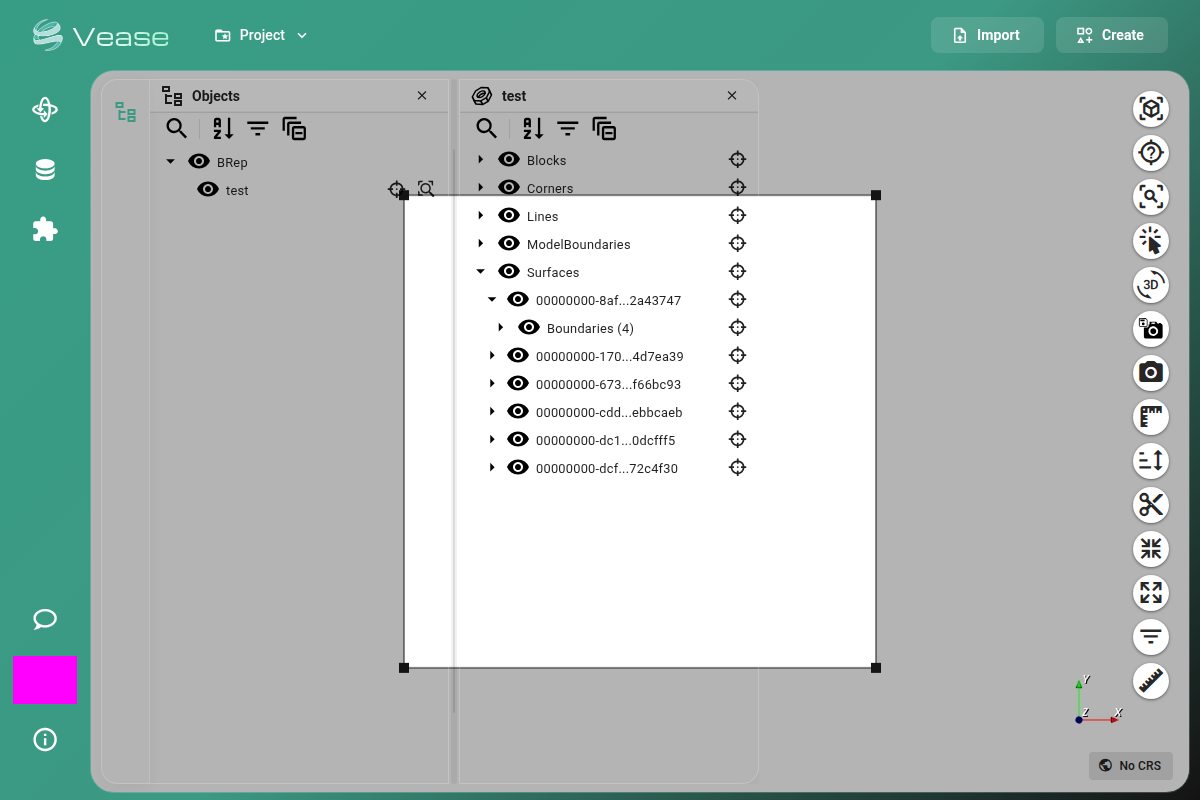 Vease
Project
Import
Create
Objects
test
BRep
test
Blocks
Corners
Lines
ModelBoundaries
Surfaces
00000000-8af...2a43747
Boundaries (4)
00000000-170...4d7ea39
00000000-673...f66bc93
00000000-cdd...ebbcaeb
00000000-dc1...0dcfff5
00000000-dcf...72c4f30
3D
Y
Z
X
No CRS